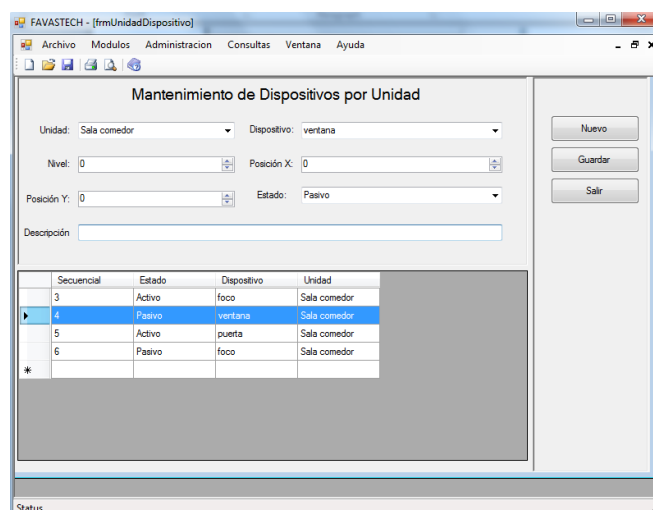 FAVASTECH - [frmUnidadDispositivo]
Archivo Modulos Administracion Consultas Ventana Ayuda
Mantenimiento de Dispositivos por Unidad
Unidad: Sala comedor Dispositivo: ventana
Nuevo
Nivel: 0 Posición X: 0
Guardar
Posición Y: 0 Estado: Pasivo
Salir
Descripción
Secuencial Estado Dispositivo Unidad
3 Activo foco Sala comedor
4 Pasivo ventana Sala comedor
5 Activo puerta Sala comedor
6 Pasivo foco Sala comedor
Status